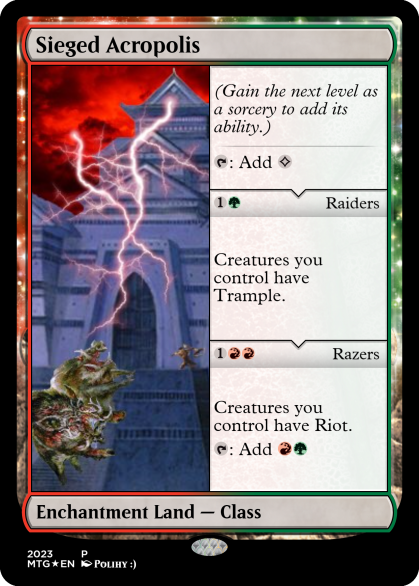 Sieged Acropolis
(Gain the next level as
a sorcery to add its
ability.)
: Add
1 Raiders
Creatures you
control have
Trample.
1 Razers
Creatures you
control have Riot.
: Add
Enchantment Land — Class
2023 P
MTG★EN Polihy :)